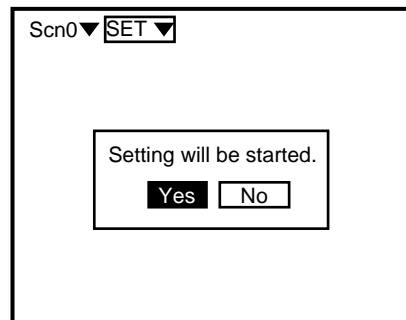 Scn0▼ SET ▼
Setting will be started.
Yes No